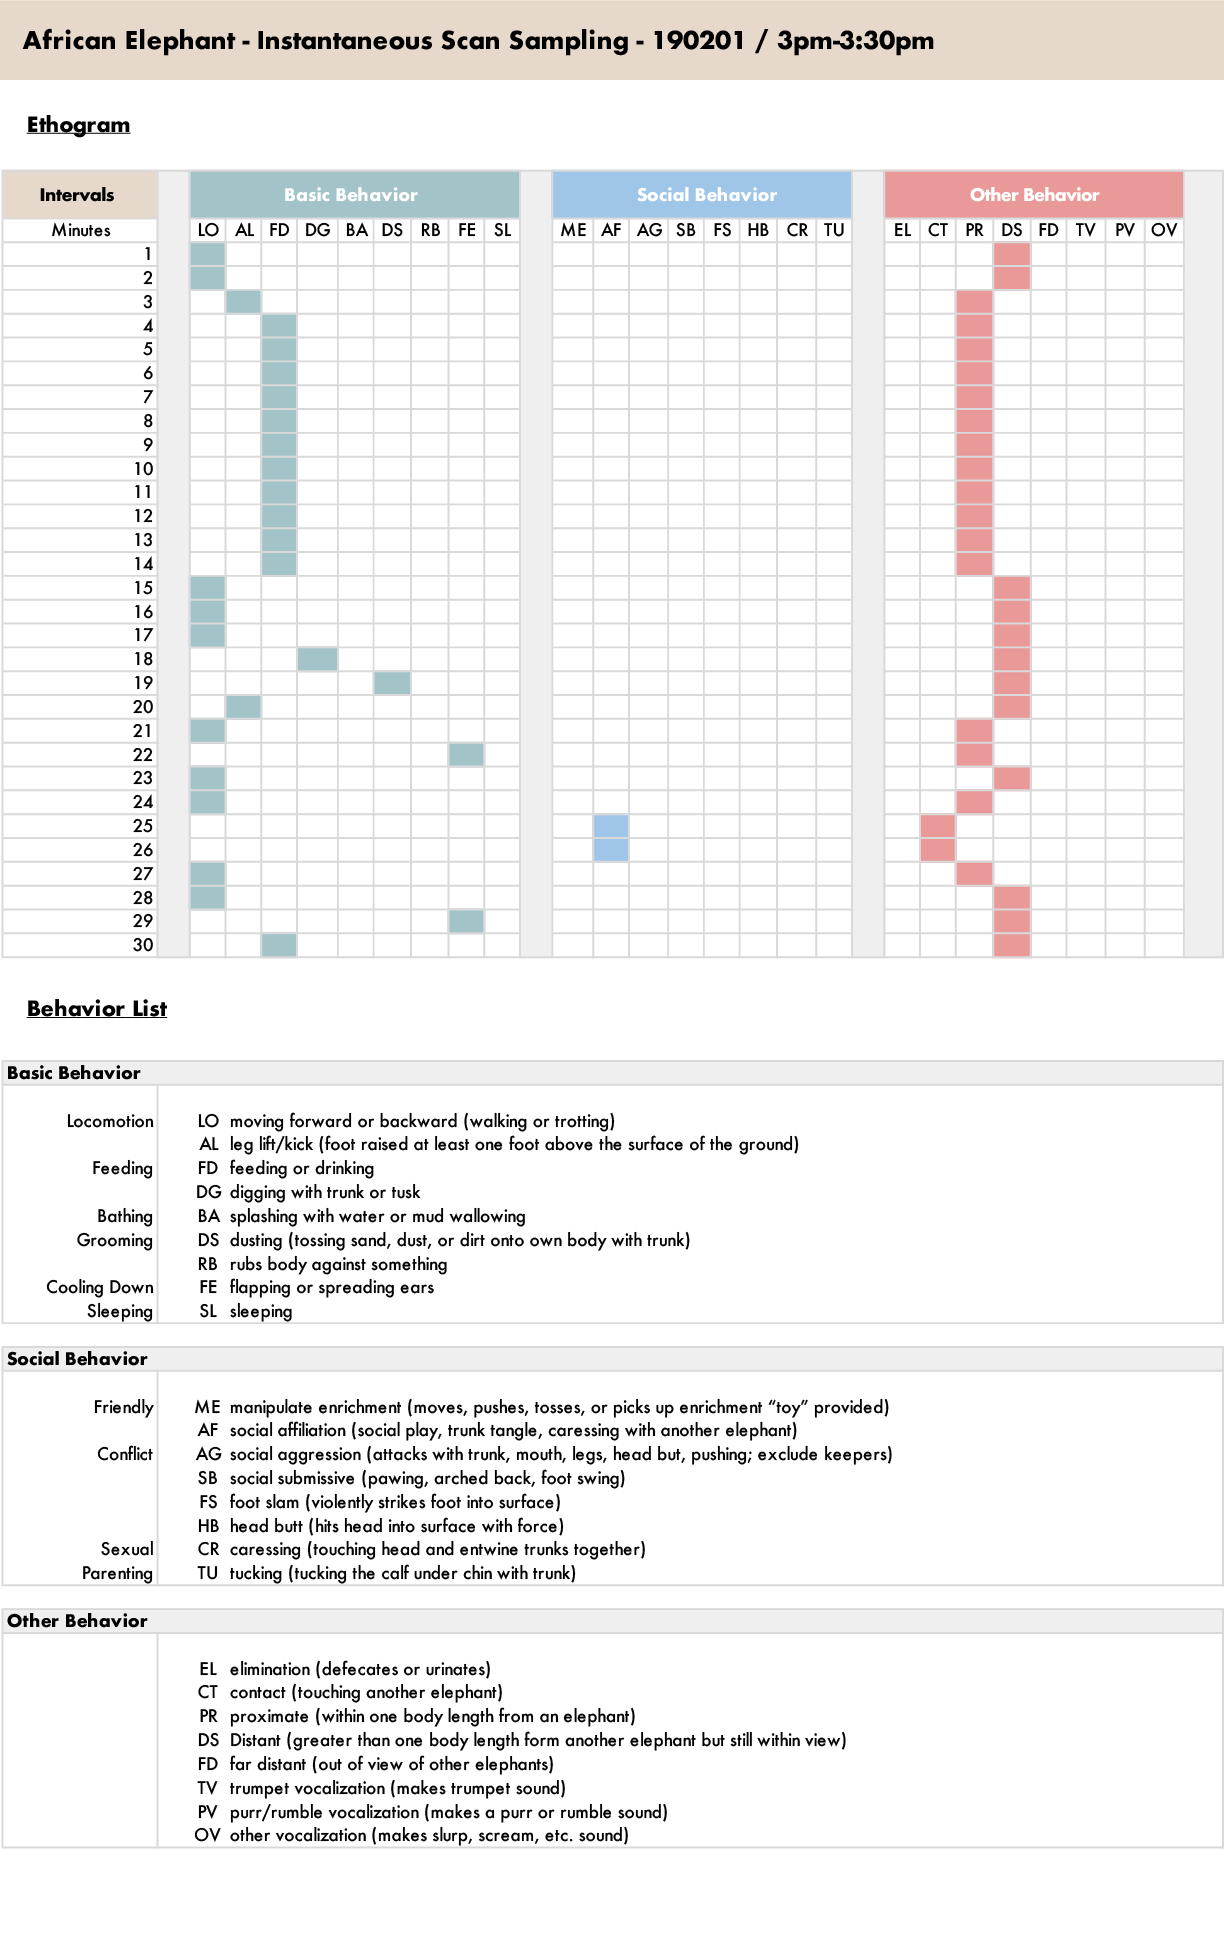 African Elephant - Instantaneous Scan Sampling - 190201 / 3pm-3:30pm
Ethogram
Intervals Basic Behavior Social Behavior Other Behavior
Minutes LO AL FD DG BA DS RB FE SL ME AF AG SB FS HB CR TU EL CT PR DS FD TV PV OV
1
2
3
4
5
6
7
8
9
10
11
12
13
14
15
16
17
18
19
20
21
22
23
24
25
26
27
28
29
30
Behavior List
Basic Behavior
Locomotion LO moving forward or backward (walking or trotting)
AL leg lift/kick (foot raised at least one foot above the surface of the ground)
Feeding FD feeding or drinking
DG digging with trunk or tusk
Bathing BA splashing with water or mud wallowing
Grooming DS dusting (tossing sand, dust, or dirt onto own body with trunk)
RB rubs body against something
Cooling Down FE flapping or spreading ears
Sleeping SL sleeping
Social Behavior
Friendly ME manipulate enrichment (moves, pushes, tosses, or picks up enrichment “toy” provided)
AF social affiliation (social play, trunk tangle, caressing with another elephant)
Conflict AG social aggression (attacks with trunk, mouth, legs, head but, pushing; exclude keepers)
SB social submissive (pawing, arched back, foot swing)
FS foot slam (violently strikes foot into surface)
HB head butt (hits head into surface with force)
Sexual CR caressing (touching head and entwine trunks together)
Parenting TU tucking (tucking the calf under chin with trunk)
Other Behavior
EL elimination (defecates or urinates)
CT contact (touching another elephant)
PR proximate (within one body length from an elephant)
DS Distant (greater than one body length form another elephant but still within view)
FD far distant (out of view of other elephants)
TV trumpet vocalization (makes trumpet sound)
PV purr/rumble vocalization (makes a purr or rumble sound)
OV other vocalization (makes slurp, scream, etc. sound)